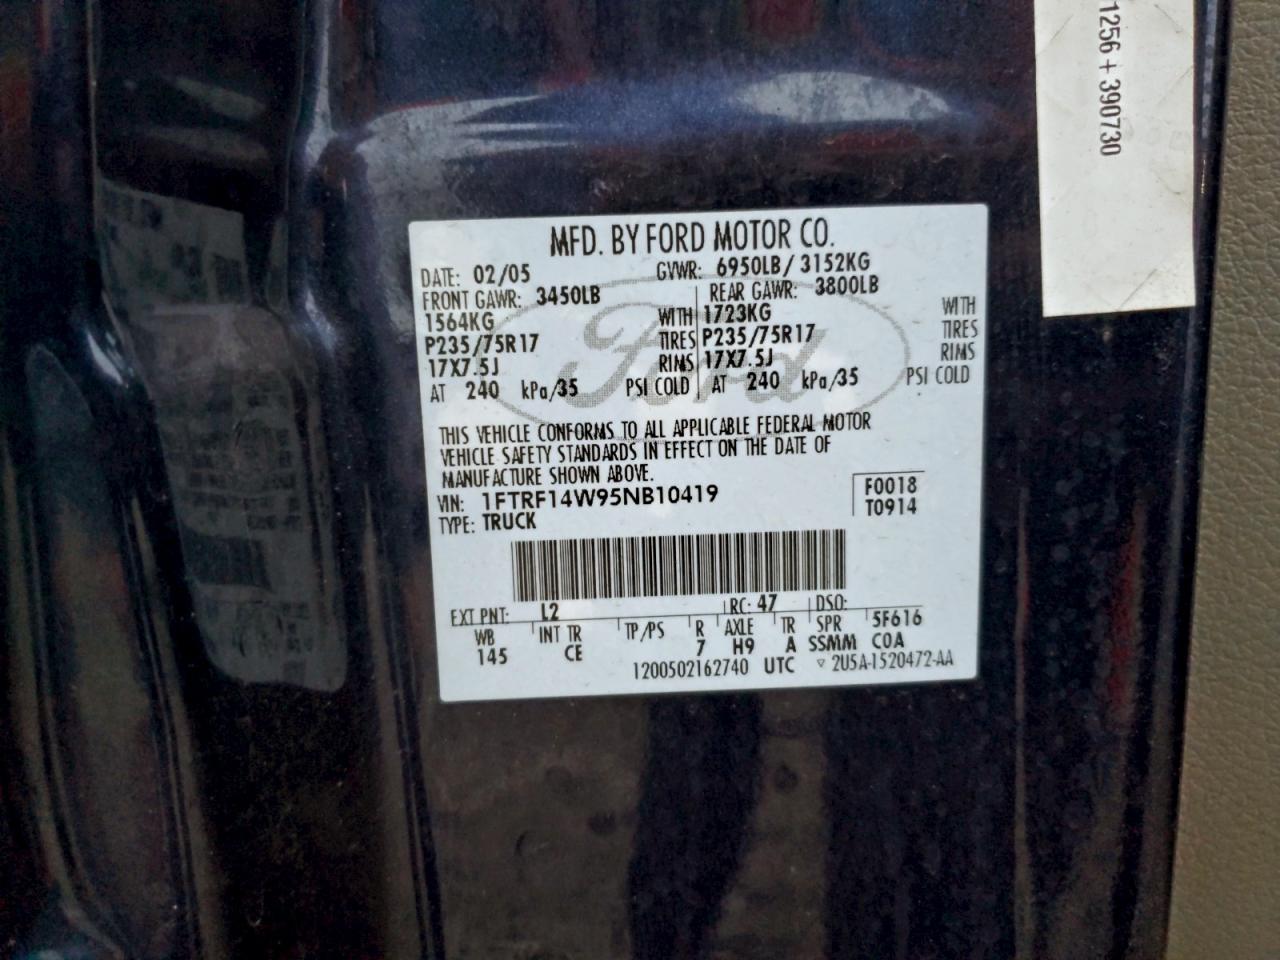 1256 + 390730
MFD. BY FORD MOTOR CO.
DATE: 02/05 GVWR: 6950LB / 3152KG
FRONT GAWR: 3450LB REAR GAWR: 3800LB
1564KG WITH 1723KG WITH
P235/75R17 TIRES P235/75R17 TIRES
17X7.5J RIMS 17X7.5J RIMS
AT 240 kPa/35 PSI COLD AT 240 kPa/35 PSI COLD
Ford
THIS VEHICLE CONFORMS TO ALL APPLICABLE FEDERAL MOTOR
VEHICLE SAFETY STANDARDS IN EFFECT ON THE DATE OF
MANUFACTURE SHOWN ABOVE.
VIN: 1FTRF14W95NB10419 F0018
TYPE: TRUCK T0914
EXT PNT: L2 RC: 47 DSO:
WB INT TR TP/PS R AXLE TR SPR 5F616
145 CE 7 H9 A SSMM COA
1200502162740 UTC ▽ 2U5A-1520472-AA